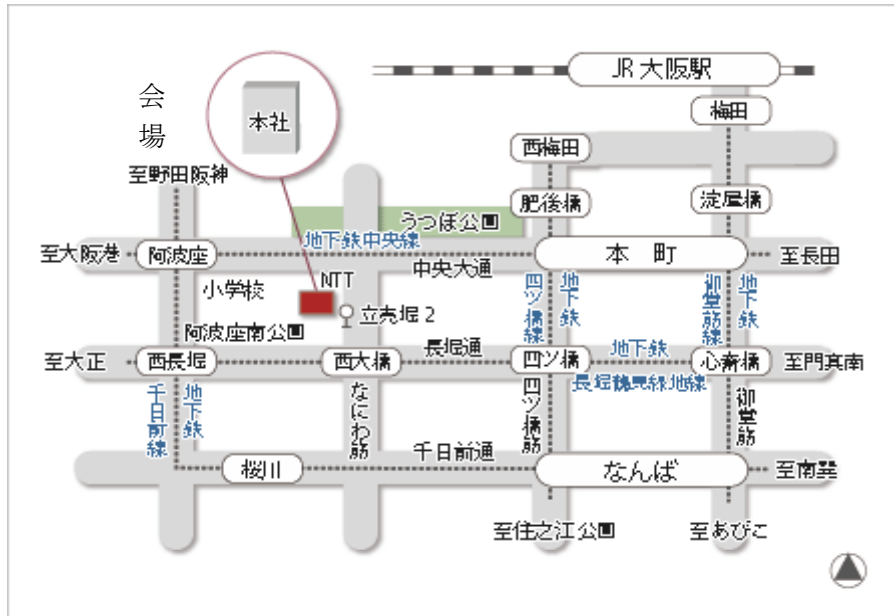 JR 大阪駅
会場
本社
梅田
西梅田
至野田阪神
肥後橋
淀屋橋
うつぼ公園
地下鉄中央線
至大阪港
阿波座
本町
至長田
中央大通
小学校
NTT
四ツ橋線
地下鉄
御堂筋線
地下鉄
立売堀 2
阿波座南公園
至大正
西長堀
西大橋
長堀通
四ツ橋
地下鉄
心斎橋
至門真南
長堀鶴見線地線
千日前線
地下鉄
なにわ筋
四ツ橋筋
御堂筋
桜川
千日前通
なんば
至南巽
至住之江公園
至あびこ